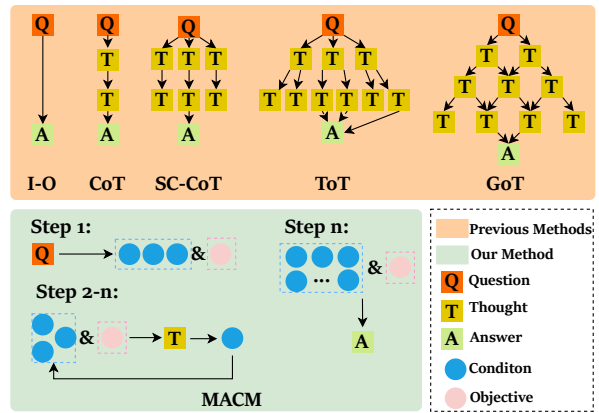 Q Q Q Q Q
T T T T T T T T T
T T T T T T T T T T T T T
T T T T
A A A A A
I-O CoT SC-CoT ToT GoT
Step 1:
Q & 
Step 2-n:
& T
Step n:
... &
A
MACM
Previous Methods
Our Method
Q Question
T Thought
A Answer
Conditon
Objective